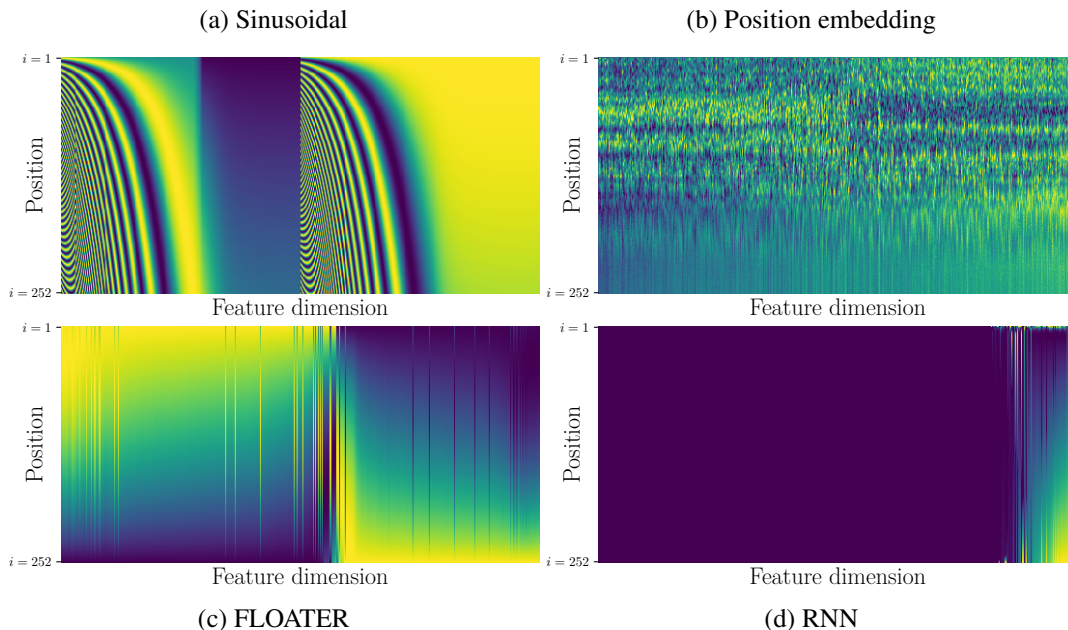 (a) Sinusoidal
(b) Position embedding
i = 1
Position
i = 252
Feature dimension
i = 1
Position
i = 252
Feature dimension
i = 1
Position
i = 252
Feature dimension
i = 1
Position
i = 252
Feature dimension
(c) FLOATER
(d) RNN